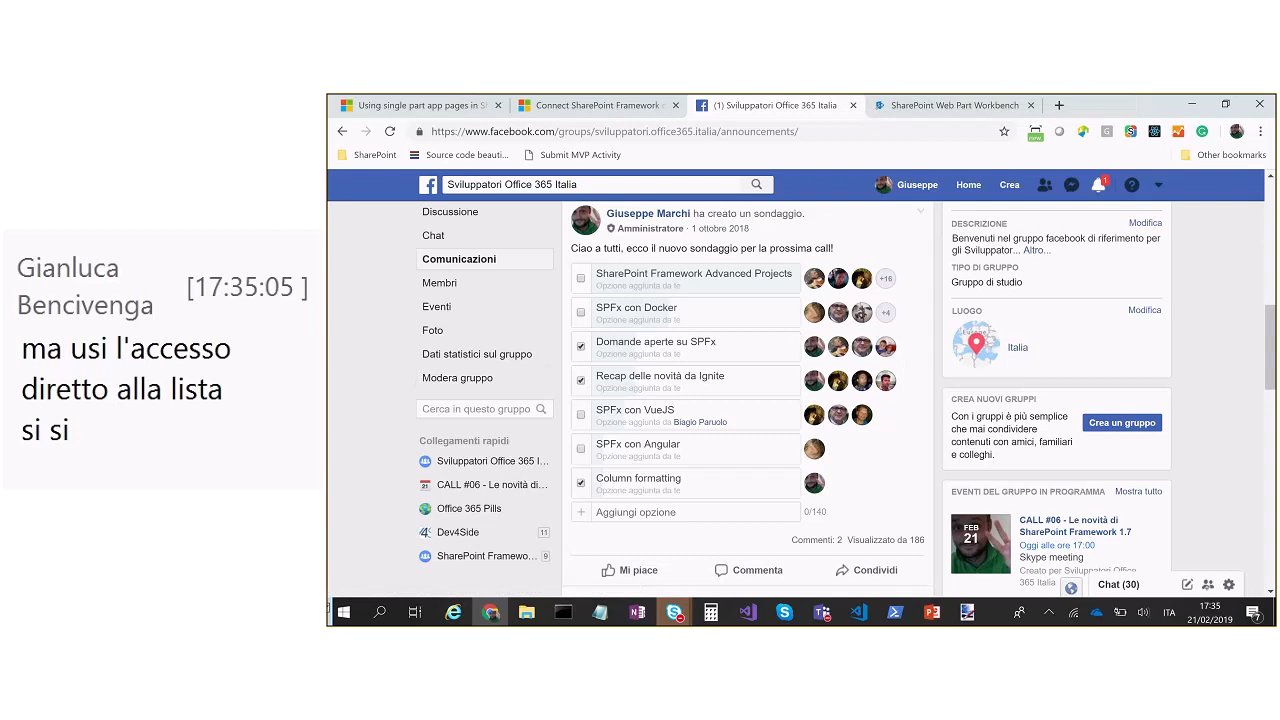 Gianluca
Bencivenga
[17:35:05 ]
ma usi l'accesso
diretto alla lista
si si
Using single part app pages in S
Connect SharePoint Framework
(1) Sviluppatori Office 365 Italia
SharePoint Web Part Workbench
https://www.facebook.com/groups/sviluppatori.office365.italia/announcements/
SharePoint
Source code beauti...
Submit MVP Activity
Other bookmarks
Sviluppatori Office 365 Italia
Giuseppe
Home
Crea
1
Discussione
Chat
Comunicazioni
Membri
Eventi
Foto
Dati statistici sul gruppo
Modera gruppo
Cerca in questo gruppo
Collegamenti rapidi
Sviluppatori Office 365 I...
CALL #06 - Le novità di...
Office 365 Pills
Dev4Side
11
SharePoint Framewo...
9
Giuseppe Marchi ha creato un sondaggio.
Amministratore · 1 ottobre 2018
Ciao a tutti, ecco il nuovo sondaggio per la prossima call!
SharePoint Framework Advanced Projects
Opzione aggiunta da te
+16
SPFx con Docker
Opzione aggiunta da te
+4
Domande aperte su SPFx
Opzione aggiunta da te
Recap delle novità da Ignite
Opzione aggiunta da te
SPFx con VueJS
Opzione aggiunta da Biagio Paruolo
SPFx con Angular
Opzione aggiunta da te
Column formatting
Opzione aggiunta da te
Aggiungi opzione
0/140
Commenti: 2 Visualizzato da 186
Mi piace
Commenta
Condividi
DESCRIZIONE
Modifica
Benvenuti nel gruppo facebook di riferimento per
gli Sviluppator... Altro...
TIPO DI GRUPPO
Gruppo di studio
LUOGO
Modifica
Italia
CREA NUOVI GRUPPI
Con i gruppi è più semplice
che mai condividere
contenuti con amici, familiari
e colleghi.
Crea un gruppo
EVENTI DEL GRUPPO IN PROGRAMMA
Mostra tutto
FEB
21
CALL #06 - Le novità di
SharePoint Framework 1.7
Oggi alle ore 17:00
Skype meeting
Creato per Sviluppatori Office
365 Italia
Chat (30)
ITA
17:35
21/02/2019
7